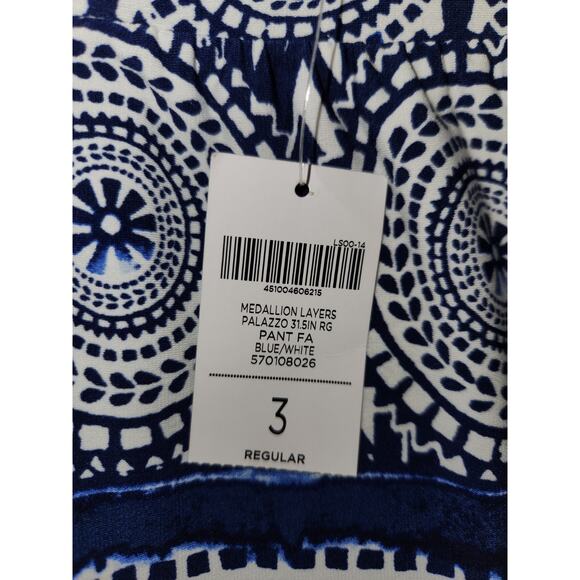 LS00-14
451004606215
MEDALLION LAYERS
PALAZZO 31.5IN RG
PANT FA
BLUE/WHITE
570108026
3
REGULAR